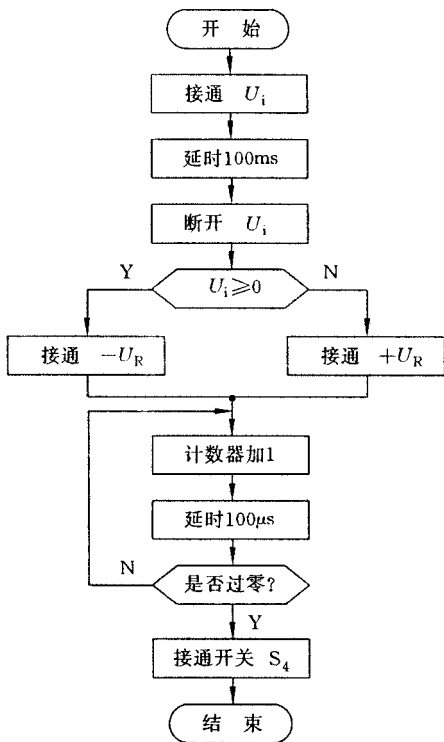 开 始
接通 Uᵢ
延时100ms
断开 Uᵢ
Y
Uᵢ≥0
N
接通 -U_R
接通 +U_R
计数器加1
延时100μs
N
是否过零?
Y
接通开关 S₄
结 束